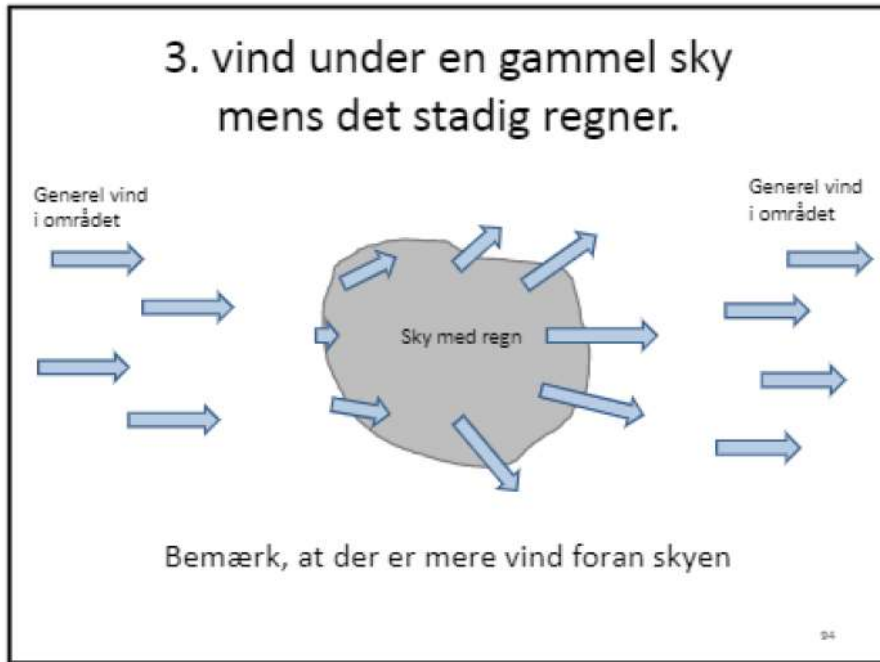 3. vind under en gammel sky
mens det stadig regner.
Generel vind
i området
Generel vind
i området
Sky med regn
Bemærk, at der er mere vind foran skyen
94